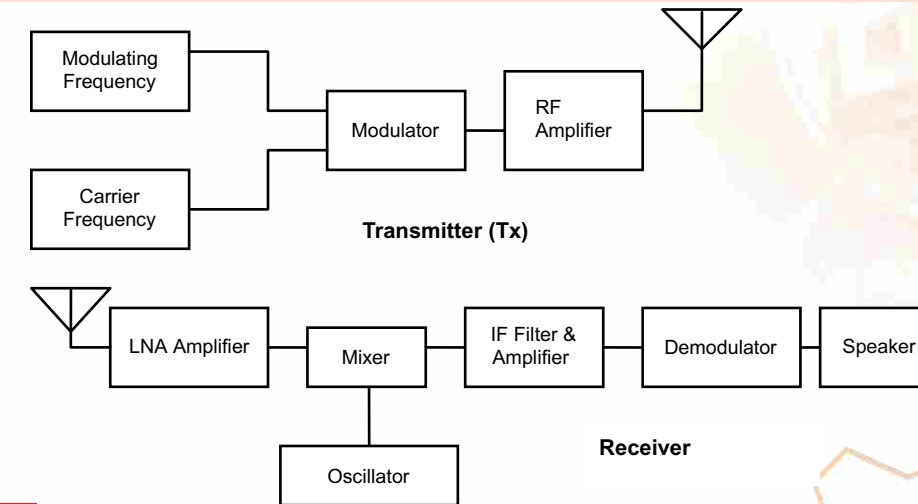 Modulating
Frequency
Modulator
RF
Amplifier
Carrier
Frequency
Transmitter (Tx)
LNA Amplifier
Mixer
IF Filter &
Amplifier
Demodulator
Speaker
Receiver
Oscillator